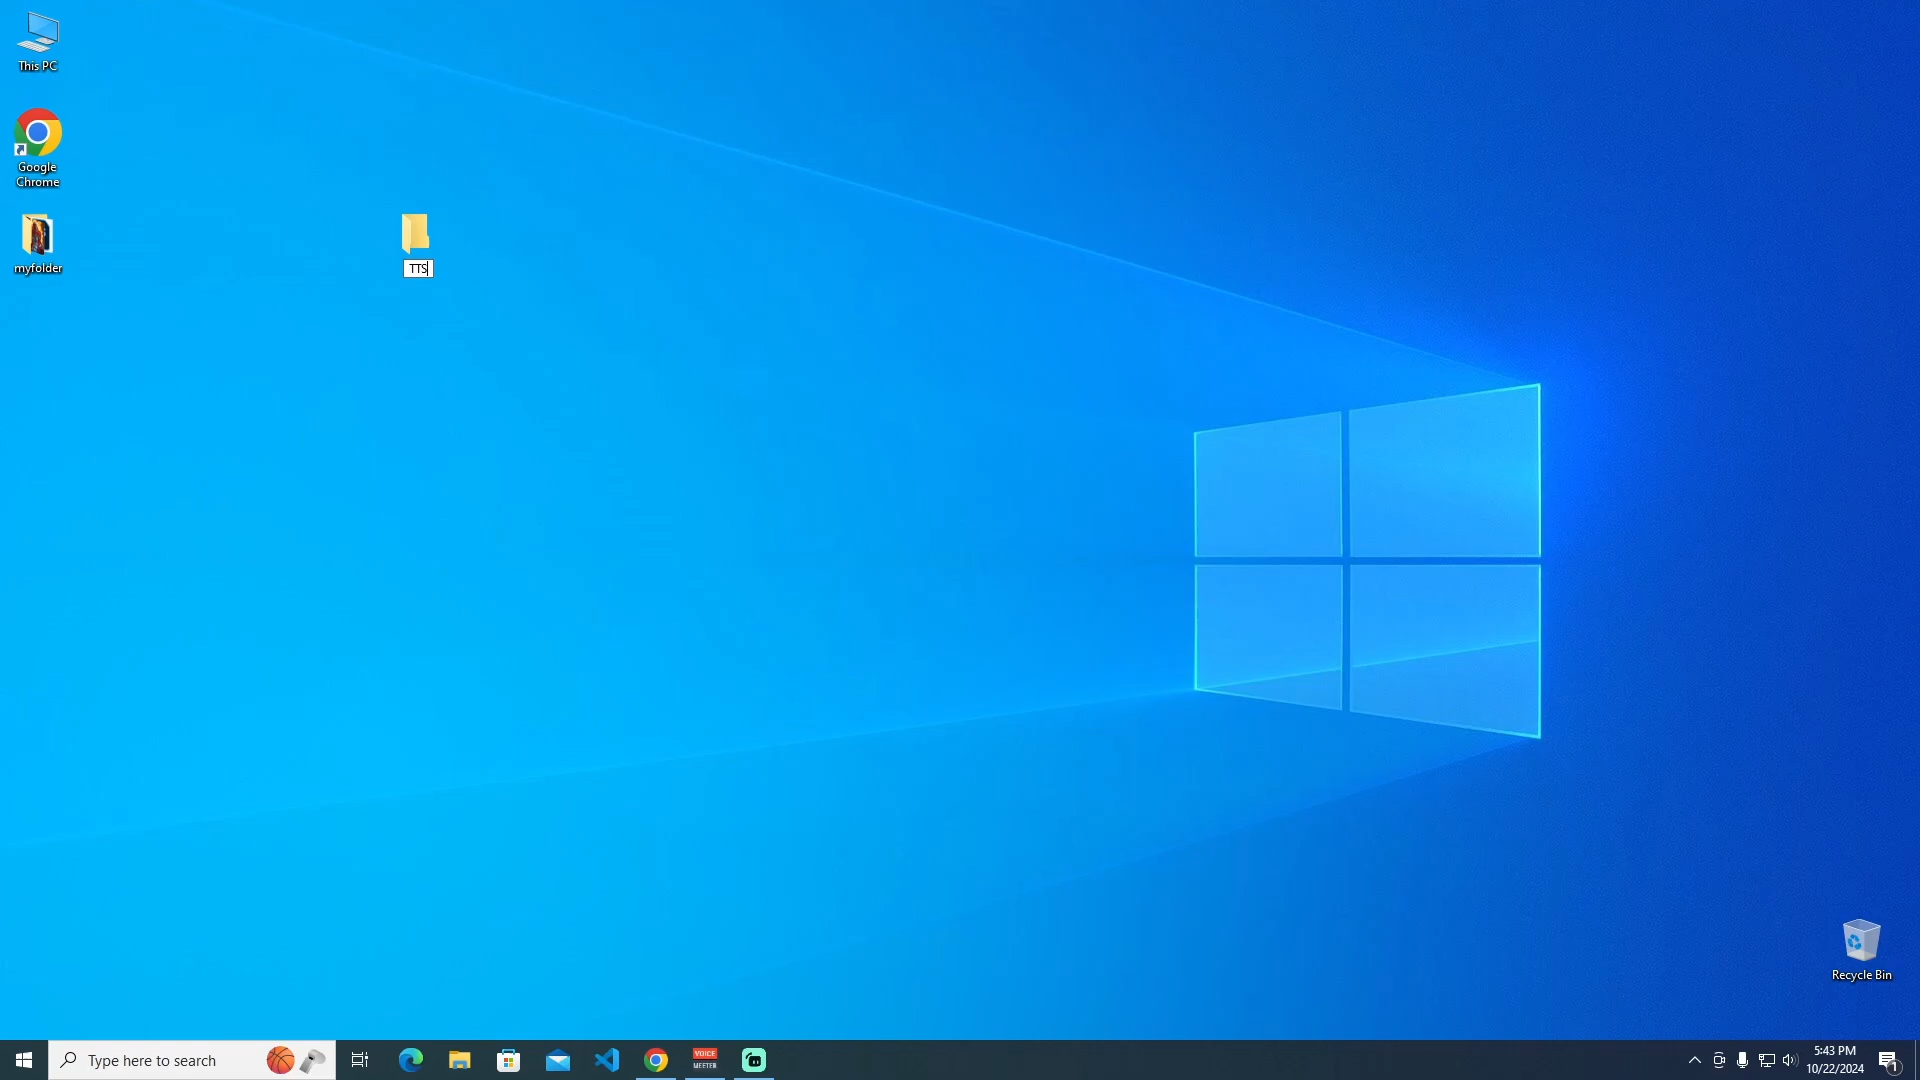 This PC
Google
Chrome
myfolder
TTS
Recycle Bin
Type here to search
VOICE
MEETER
5:43 PM
10/22/2024
1